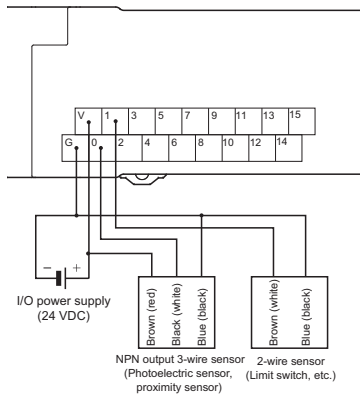 V 1 3 5 7 9 11 13 15
G 0 2 4 6 8 10 12 14
− +
I/O power supply
(24 VDC)
Brown (red)
Black (white)
Blue (black)
Brown (white)
Blue (black)
NPN output 3-wire sensor
(Photoelectric sensor,
proximity sensor)
2-wire sensor
(Limit switch, etc.)